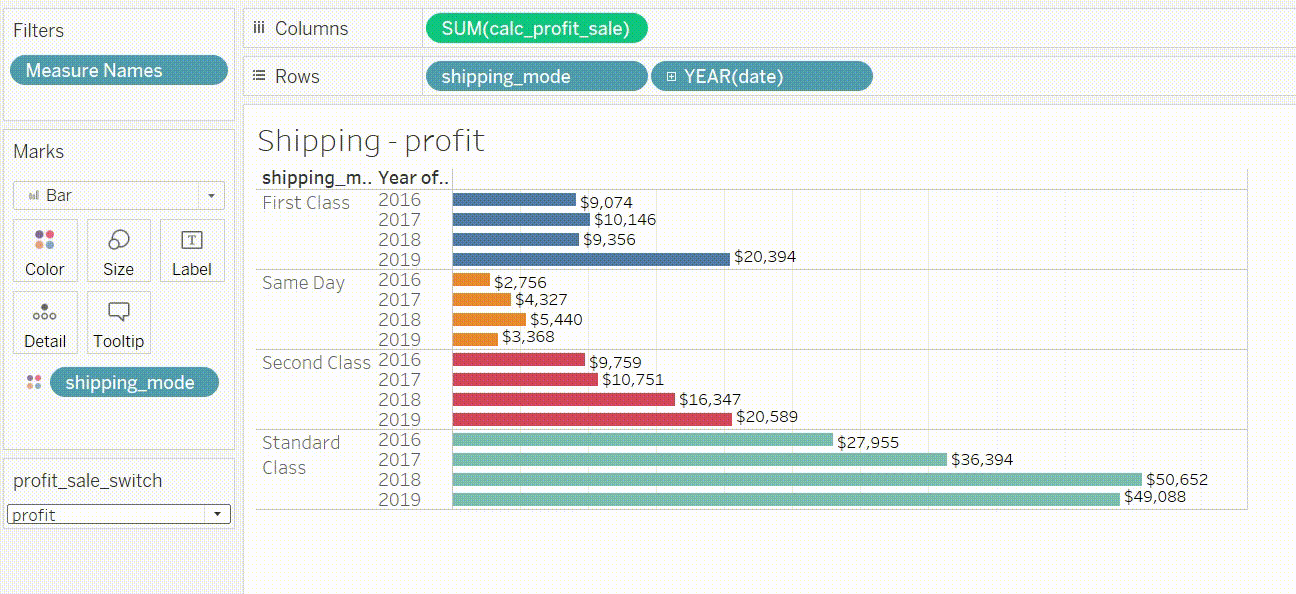 Filters
Measure Names
Marks
Bar
Color Size Label
Detail Tooltip
shipping_mode
profit_sale_switch
profit
Columns SUM(calc_profit_sale)
Rows shipping_mode YEAR(date)
Shipping - profit
shipping_m.. Year of..
First Class 2016 $9,074
2017 $10,146
2018 $9,356
2019 $20,394
Same Day 2016 $2,756
2017 $4,327
2018 $5,440
2019 $3,368
Second Class 2016 $9,759
2017 $10,751
2018 $16,347
2019 $20,589
Standard 2016 $27,955
Class 2017 $36,394
2018 $50,652
2019 $49,088